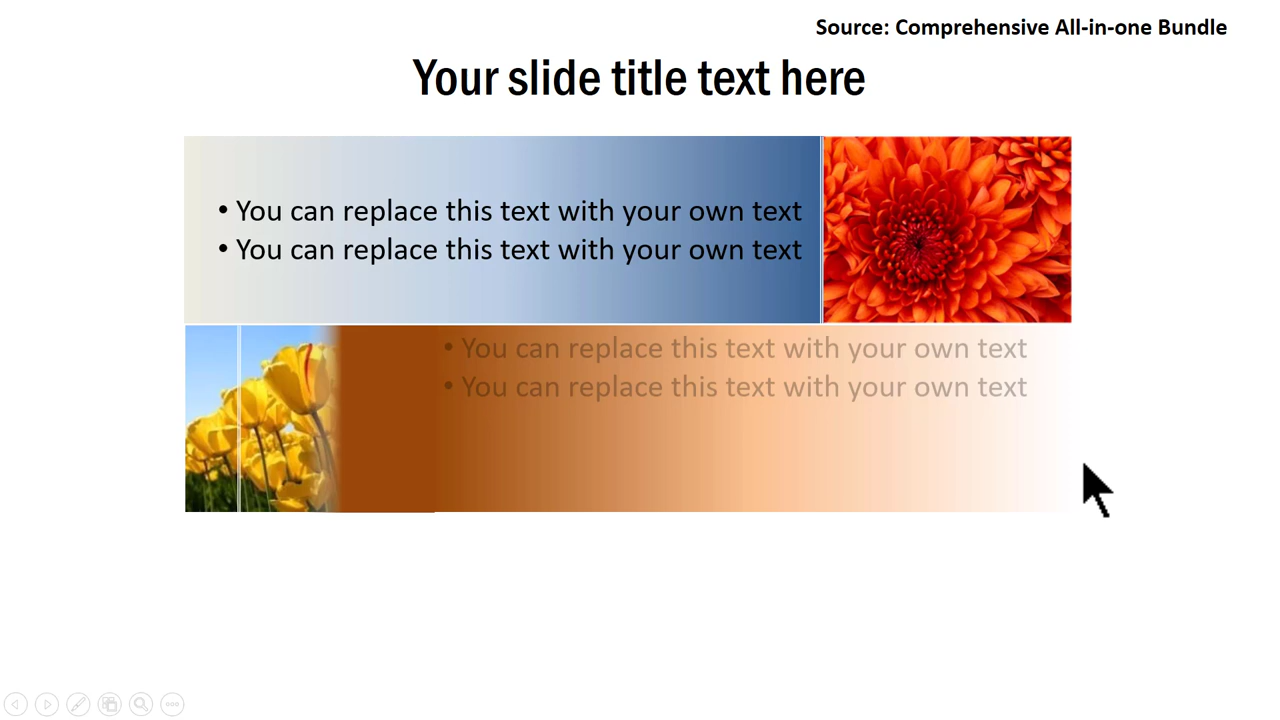 Source: Comprehensive All-in-one Bundle
Your slide title text here
• You can replace this text with your own text
• You can replace this text with your own text
• You can replace this text with your own text
• You can replace this text with your own text